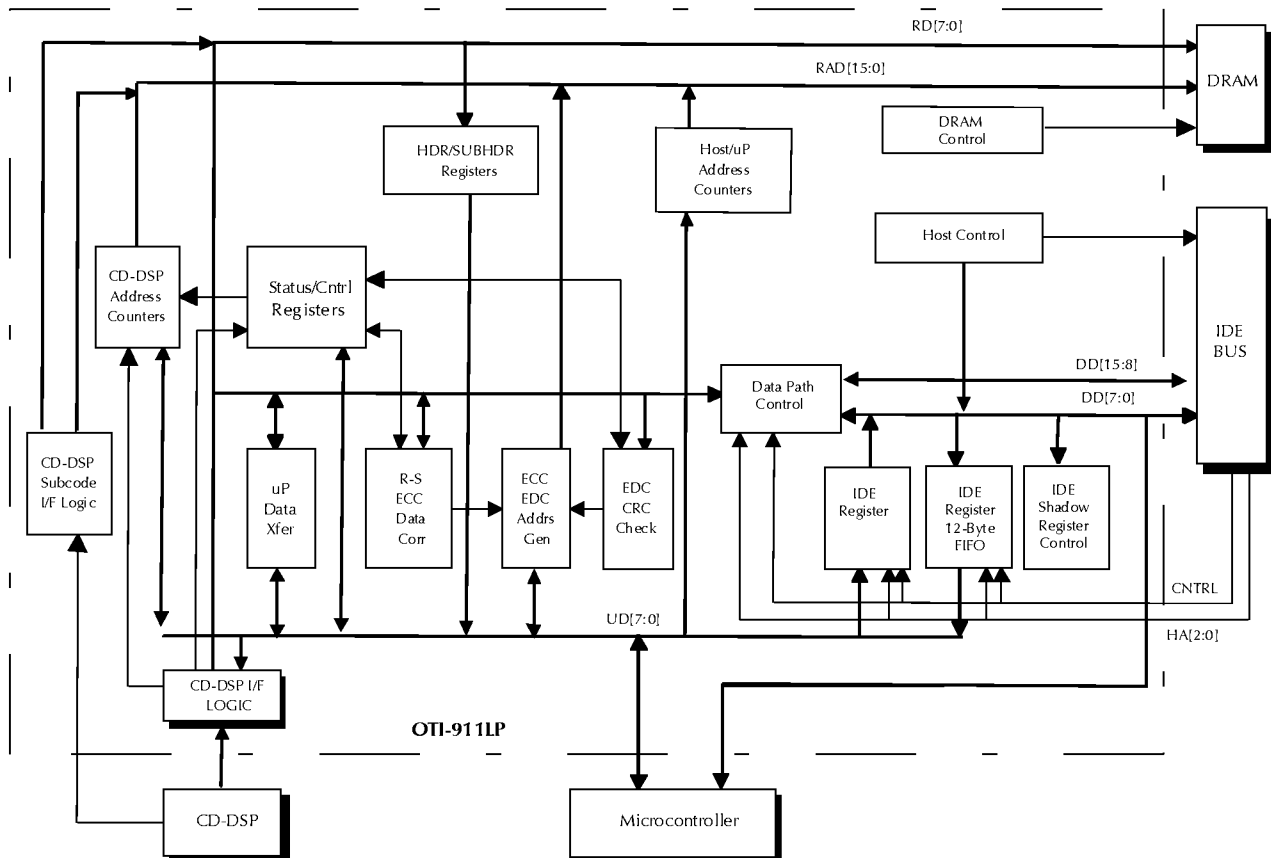 RD[7:0]
RAD[15:0]
DRAM
DRAM
Control
HDR/SUBHDR
Registers
Host/uP
Address
Counters
Host Control
CD-DSP
Address
Counters
Status/Cntrl
Registers
IDE
BUS
DD[15:8]
DD[7:0]
Data Path
Control
CD-DSP
Subcode
I/F Logic
uP
Data
Xfer
R-S
ECC
Data
Corr
ECC
EDC
Addrs
Gen
EDC
CRC
Check
IDE
Register
IDE
Register
12-Byte
FIFO
IDE
Shadow
Register
Control
CNTRL
UD[7:0]
HA[2:0]
CD-DSP I/F
LOGIC
OTI-911LP
CD-DSP
Microcontroller